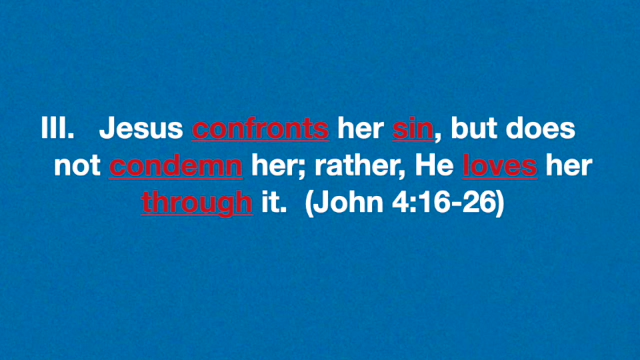 III. Jesus confronts her sin, but does
not condemn her; rather, He loves her
through it. (John 4:16-26)